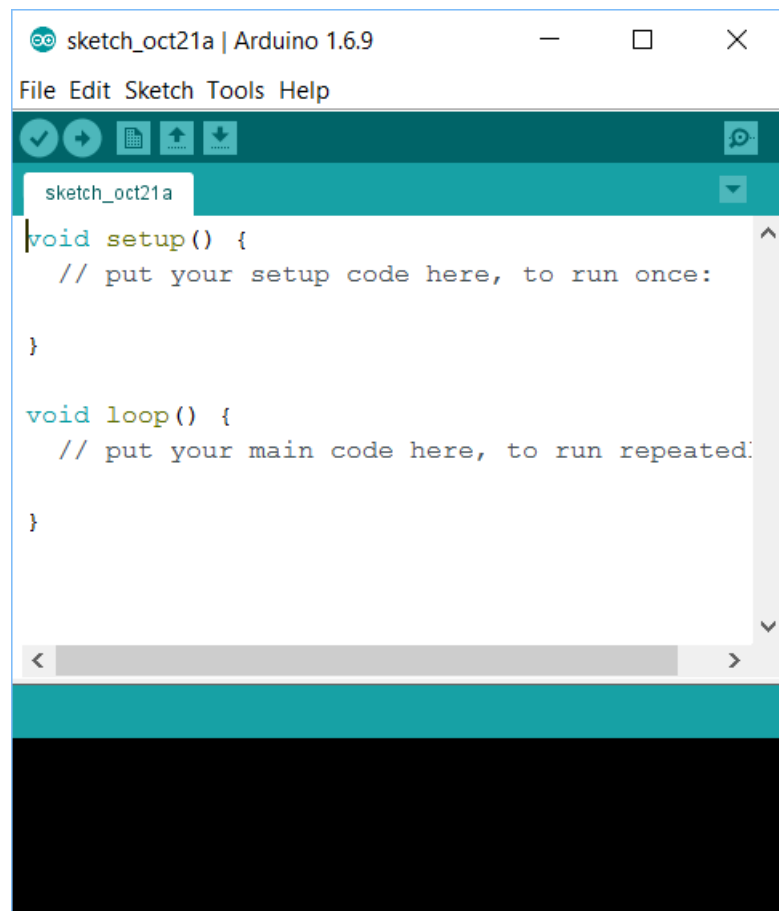 sketch_oct21a | Arduino 1.6.9
File Edit Sketch Tools Help
sketch_oct21a
void setup() {
  // put your setup code here, to run once:
}
void loop() {
  // put your main code here, to run
}